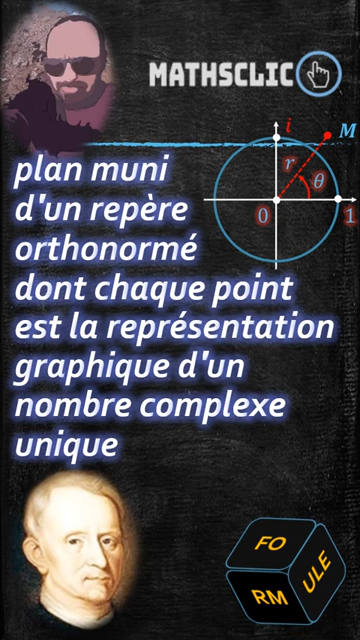 MATHSCLIC
i
M
r
θ
0
1
plan muni
d'un repère
orthonormé
dont chaque point
est la représentation
graphique d'un
nombre complexe
unique
FO
RM
ULE